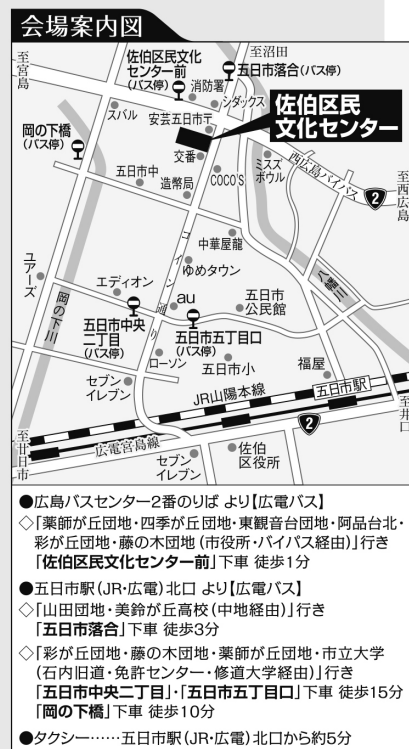 会場案内図
至宮島
佐伯区民文化
センター前
(バス停)
消防署
至沼田
五日市落合(バス停)
シダックス
スバル
安芸五日市〒
佐伯区民
文化センター
岡の下橋
(バス停)
交番
五日市中
造幣局
COCO'S
ミスズ
ボウル
西広島バイパス
2
至西広島
コイン通り
中華屋龍
ゆめタウン
八幡川
ユアーズ
岡の下川
エディオン
au
五日市
公民館
五日市中央
二丁目
(バス停)
五日市五丁目口
(バス停)
ローソン
五日市小
福屋
セブン
イレブン
JR山陽本線
五日市駅
至井口
2
至廿日市
広電宮島線
セブン
イレブン
佐伯
区役所
●広島バスセンター2番のりば より【広電バス】
◇「薬師が丘団地・四季が丘団地・東観音台団地・阿品台北・
彩が丘団地・藤の木団地(市役所・バイパス経由)」行き
「佐伯区民文化センター前」下車 徒歩1分
●五日市駅(JR・広電)北口 より【広電バス】
◇「山田団地・美鈴が丘高校(中地経由)」行き
「五日市落合」下車 徒歩3分
◇「彩が丘団地・藤の木団地・薬師が丘団地・市立大学
(石内旧道・免許センター・修道大学経由)」行き
「五日市中央二丁目」・「五日市五丁目口」下車 徒歩15分
「岡の下橋」下車 徒歩10分
●タクシー……五日市駅(JR・広電)北口から約5分